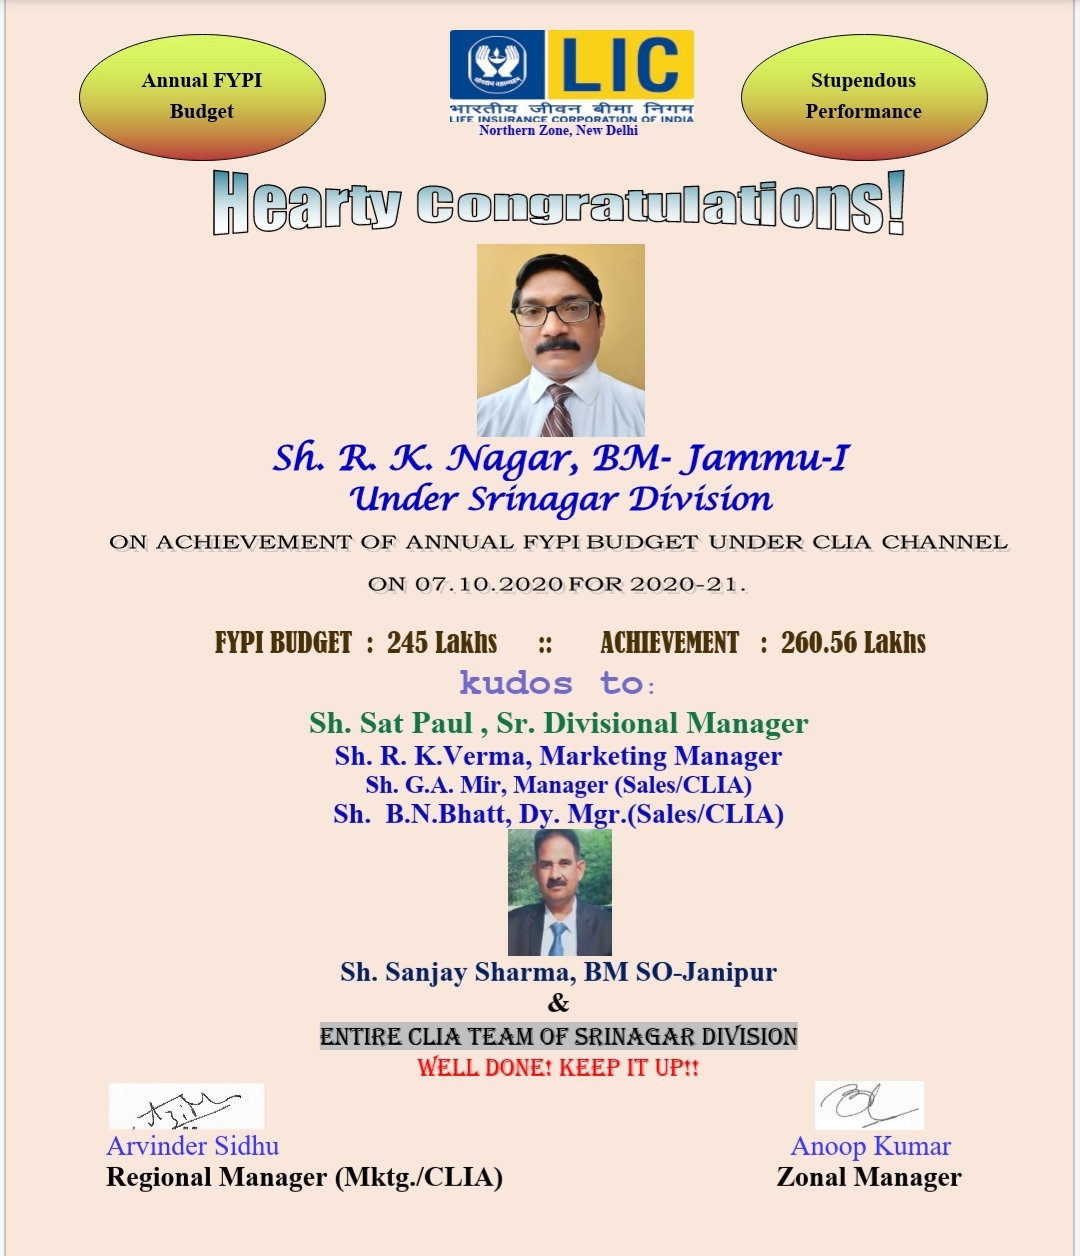 Annual FYPI
Budget
LIC
भारतीय जीवन बीमा निगम
LIFE INSURANCE CORPORATION OF INDIA
Northern Zone, New Delhi
Stupendous
Performance
Hearty Congratulations!
Sh. R. K. Nagar, BM- Jammu-I
Under Srinagar Division
ON ACHIEVEMENT OF ANNUAL FYPI BUDGET UNDER CLIA CHANNEL
ON 07.10.2020 FOR 2020-21.
FYPI BUDGET : 245 Lakhs :: ACHIEVEMENT : 260.56 Lakhs
kudos to:
Sh. Sat Paul , Sr. Divisional Manager
Sh. R. K.Verma, Marketing Manager
Sh. G.A. Mir, Manager (Sales/CLIA)
Sh. B.N.Bhatt, Dy. Mgr.(Sales/CLIA)
Sh. Sanjay Sharma, BM SO-Janipur
&
ENTIRE CLIA TEAM OF SRINAGAR DIVISION
WELL DONE! KEEP IT UP!!
Arvinder Sidhu
Regional Manager (Mktg./CLIA)
Anoop Kumar
Zonal Manager